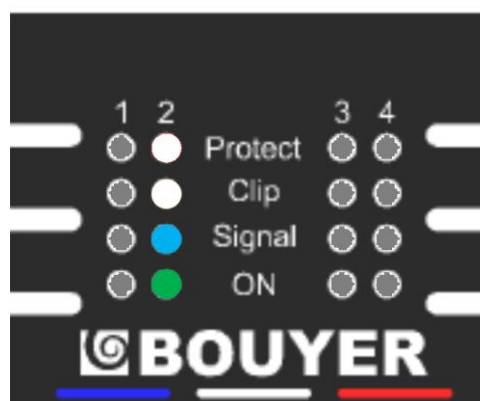 1 2 3 4
Protect
Clip
Signal
ON
BOUYER